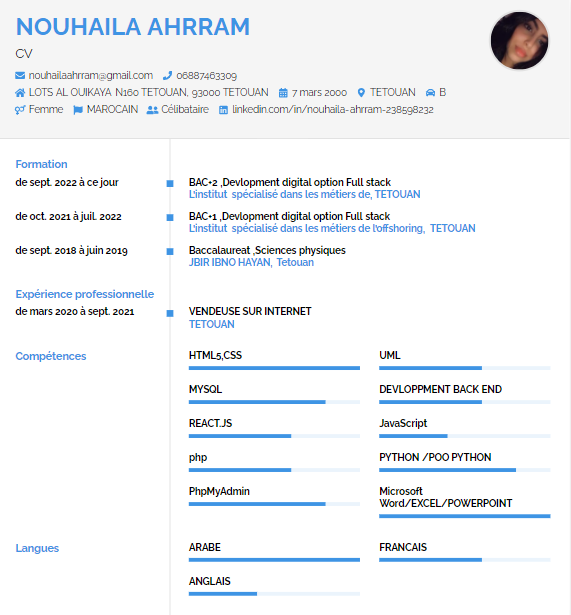 NOUHAILA AHRRAM
CV
nouhailaahrram@gmail.com 06887463309
LOTS AL OUIKAYA N160 TETOUAN, 93000 TETOUAN 7 mars 2000 TETOUAN B
Femme MAROCAIN Célibataire linkedin.com/in/nouhaila-ahrram-238598232
Formation
de sept. 2022 à ce jour BAC+2 ,Devlopment digital option Full stack
L'institut spécialisé dans les métiers de, TETOUAN
de oct. 2021 à juil. 2022 BAC+1 ,Devlopment digital option Full stack
L'institut spécialisé dans les métiers de l'offshoring, TETOUAN
de sept. 2018 à juin 2019 Baccalaureat ,Sciences physiques
JBIR IBNO HAYAN, Tetouan
Expérience professionnelle
de mars 2020 à sept. 2021 VENDEUSE SUR INTERNET
TETOUAN
Compétences HTML5,CSS UML
MYSQL DEVLOPPMENT BACK END
REACT.JS JavaScript
php PYTHON /POO PYTHON
PhpMyAdmin Microsoft
Word/EXCEL/POWERPOINT
Langues ARABE FRANCAIS
ANGLAIS